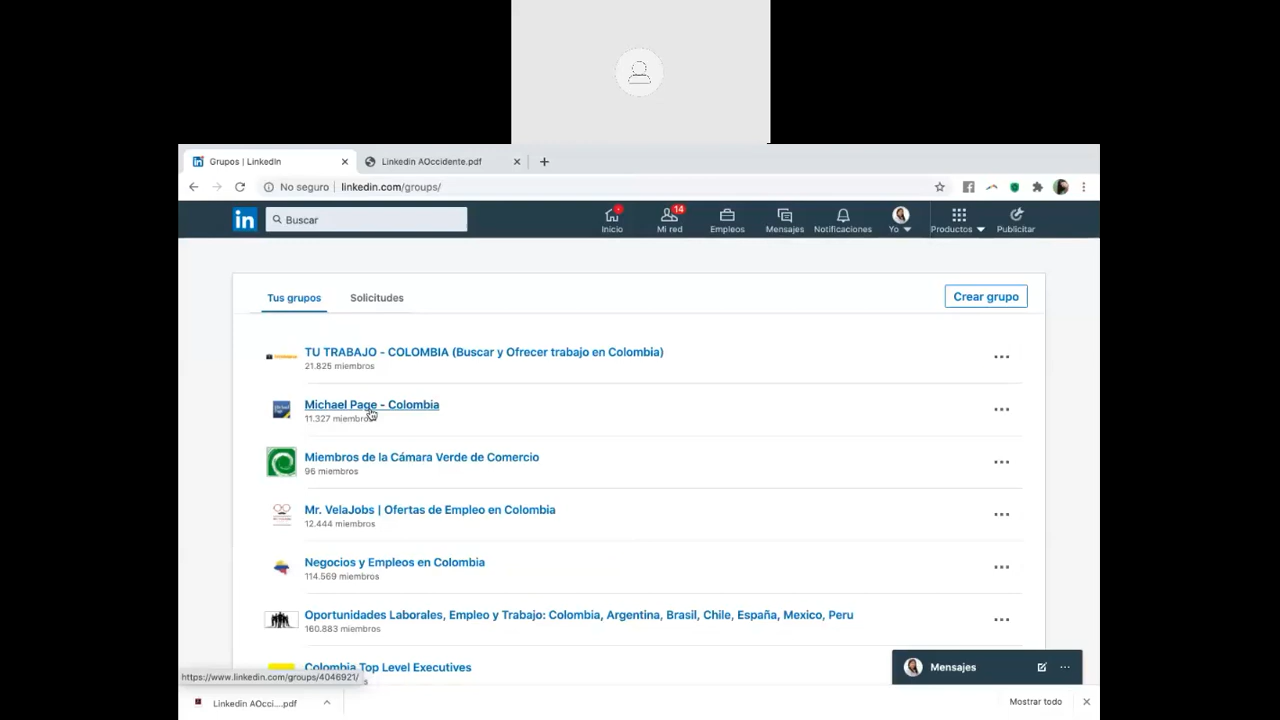 Grupos | LinkedIn
Linkedin AOccidente.pdf
No seguro
linkedin.com/groups/
in
Buscar
14
Inicio
Mi red
Empleos
Mensajes
Notificaciones
Yo
Productos
Publicitar
Tus grupos
Solicitudes
Crear grupo
TU TRABAJO - COLOMBIA (Buscar y Ofrecer trabajo en Colombia)
21.825 miembros
Michael Page - Colombia
11.327 miembros
Miembros de la Cámara Verde de Comercio
96 miembros
Mr. VelaJobs | Ofertas de Empleo en Colombia
12.444 miembros
Negocios y Empleos en Colombia
114.569 miembros
Oportunidades Laborales, Empleo y Trabajo: Colombia, Argentina, Brasil, Chile, España, Mexico, Peru
160.883 miembros
Colombia Top Level Executives
Mensajes
https://www.linkedin.com/groups/4046921/
Linkedin AOcci....pdf
Mostrar todo